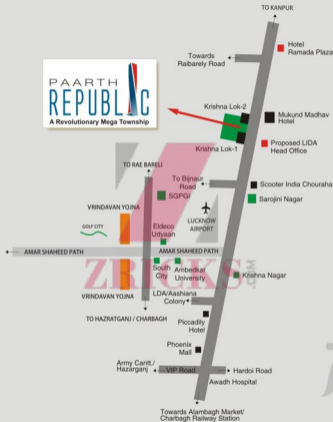 TO KANPUR
Hotel
Ramada Plaza
Towards
Raibarely Road
PAARTH
REPUBLIC
A Revolutionary Mega Township
Krishna Lok-2
Mukund Madhav
Hotel
Proposed LIDA
Head Office
Krishna Lok-1
TO RAE BARELI
To Bijnaur
Road
Scooter India Chouraha
SGPGI
Sarojini Nagar
VRINDAVAN YOJNA
LUCKNOW
AIRPORT
GOLF CITY
Eldeco
Udyaan
AMAR SHAHEED PATH
AMAR SHAHEED PATH
ZRICKS
.COM
South
City
Ambedkar
University
Krishna Nagar
VRINDAVAN YOJNA
LDA/Aashiana
Colony
TO HAZRATGANJ / CHARBAGH
Piccadily
Hotel
Phoenix
Mall
Army Cantt./
Hazarganj
VIP Road
Hardoi Road
Awadh Hospital
Towards Alambagh Market/
Charbagh Railway Station